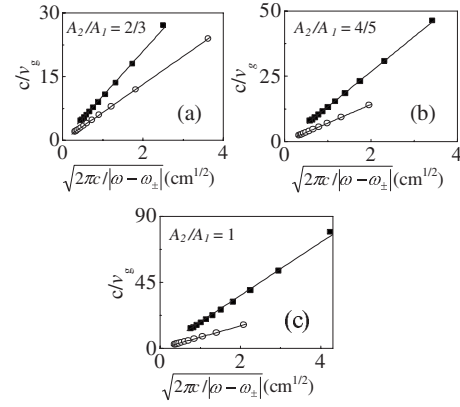 30
A₂/A₁ = 2/3
15
c/v_g
(a)
0
0 2 4
√2πc/|ω−ω±|(cm^1/2)
50
A₂/A₁ = 4/5
25
c/v_g
(b)
0
0 2 4
√2πc/|ω−ω±|(cm^1/2)
90
A₂/A₁ = 1
45
c/v_g
(c)
0
0 2 4
√2πc/|ω−ω±|(cm^1/2)